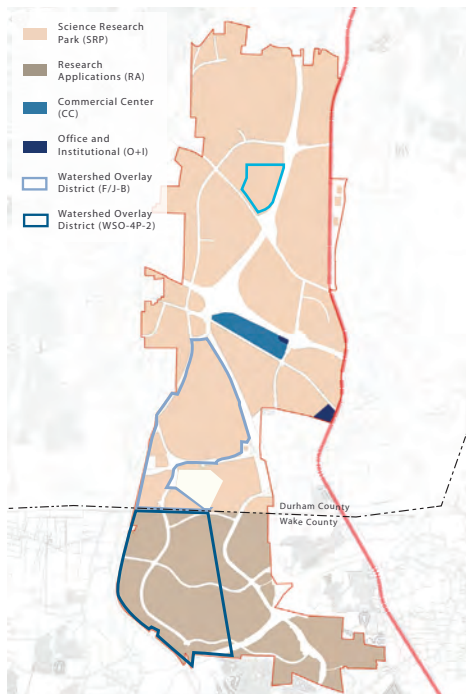 Science Research
Park (SRP)
Research
Applications (RA)
Commercial Center
(CC)
Office and
Institutional (O+I)
Watershed Overlay
District (F/J-B)
Watershed Overlay
District (WSO-4P-2)
Durham County
Wake County